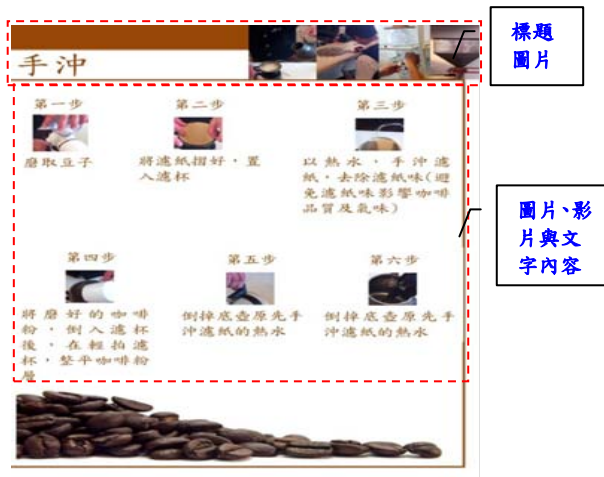 手沖
標題
圖片
第一步
磨取豆子
第二步
將濾紙摺好，置
入濾杯
第三步
以熱水，手沖濾
紙，去除濾紙味(避
免濾紙味影響咖啡
品質及氣味)
圖片、影
片與文
字內容
第四步
將磨好的咖啡
粉，倒入濾杯
後，在輕拍濾
杯，整平咖啡粉
層
第五步
倒掉底壺原先手
沖濾紙的熱水
第六步
倒掉底壺原先手
沖濾紙的熱水